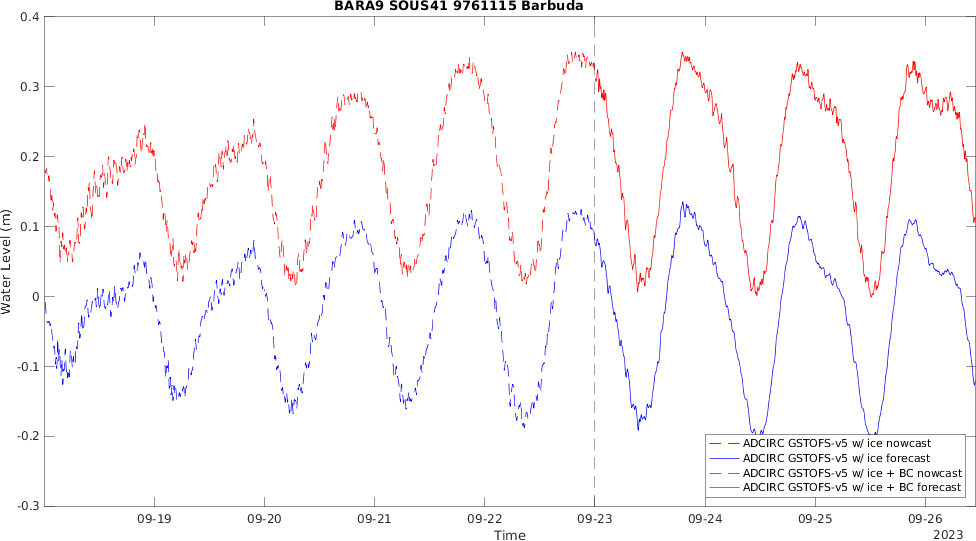 BARA9 SOUS41 9761115 Barbuda
0.4
0.3
0.2
0.1
0
-0.1
-0.2
-0.3
Water Level (m)
ADCIRC GSTOFS-v5 w/ ice nowcast
ADCIRC GSTOFS-v5 w/ ice forecast
ADCIRC GSTOFS-v5 w/ ice + BC nowcast
ADCIRC GSTOFS-v5 w/ ice + BC forecast
09-19 09-20 09-21 09-22 09-23 09-24 09-25 09-26
Time
2023